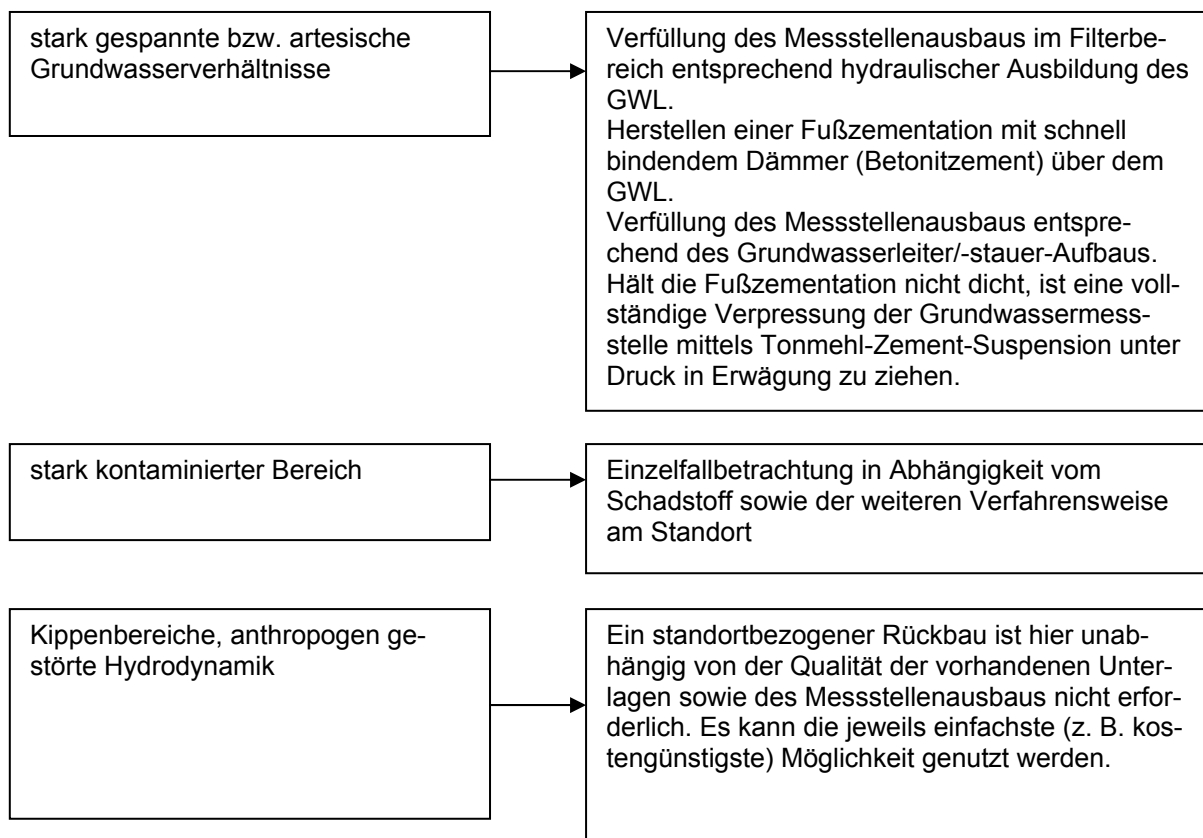 stark gespannte bzw. artesische
Grundwasserverhältnisse
Verfüllung des Messstellenausbaus im Filterbe-
reich entsprechend hydraulischer Ausbildung des
GWL.
Herstellen einer Fußzementation mit schnell
bindendem Dämmer (Betonitzement) über dem
GWL.
Verfüllung des Messstellenausbaus entspre-
chend des Grundwasserleiter/-stauer-Aufbaus.
Hält die Fußzementation nicht dicht, ist eine voll-
ständige Verpressung der Grundwassermess-
stelle mittels Tonmehl-Zement-Suspension unter
Druck in Erwägung zu ziehen.
stark kontaminierter Bereich
Einzelfallbetrachtung in Abhängigkeit vom
Schadstoff sowie der weiteren Verfahrensweise
am Standort
Kippenbereiche, anthropogen ge-
störte Hydrodynamik
Ein standortbezogener Rückbau ist hier unab-
hängig von der Qualität der vorhandenen Unter-
lagen sowie des Messstellenausbaus nicht erfor-
derlich. Es kann die jeweils einfachste (z. B. kos-
tengünstigste) Möglichkeit genutzt werden.